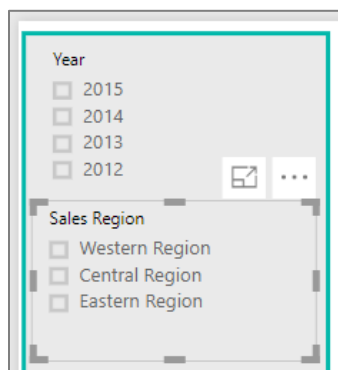 Year
2015
2014
2013
2012
Sales Region
Western Region
Central Region
Eastern Region